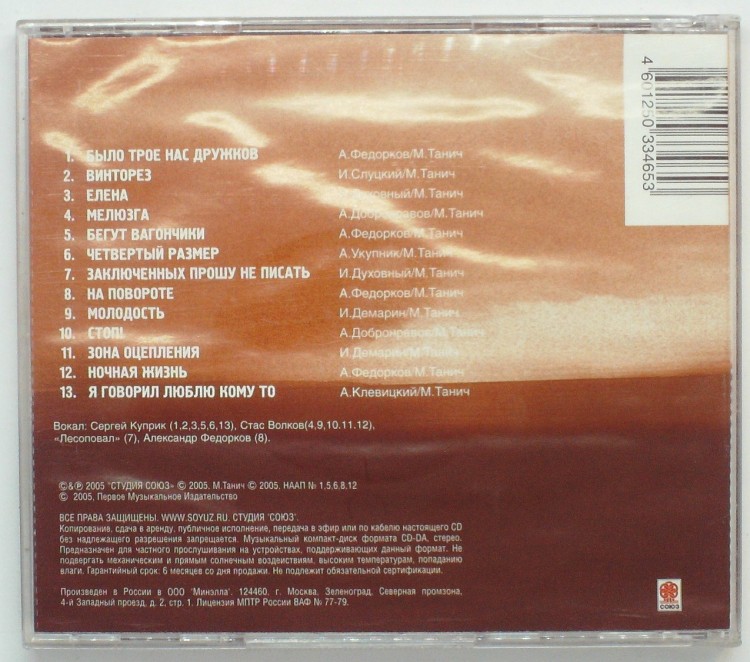 4 601250 334653
1. БЫЛО ТРОЕ НАС ДРУЖКОВ А.Федорков/М.Танич
2. ВИНТОРЕЗ И.Слуцкий/М.Танич
3. ЕЛЕНА И.Духовный/М.Танич
4. МЕЛЮЗГА А.Добронравов/М.Танич
5. БЕГУТ ВАГОНЧИКИ А.Федорков/М.Танич
6. ЧЕТВЕРТЫЙ РАЗМЕР А.Укупник/М.Танич
7. ЗАКЛЮЧЕННЫХ ПРОШУ НЕ ПИСАТЬ И.Духовный/М.Танич
8. НА ПОВОРОТЕ А.Федорков/М.Танич
9. МОЛОДОСТЬ И.Демарин/М.Танич
10. СТОП! А.Добронравов/М.Танич
11. ЗОНА ОЦЕПЛЕНИЯ И.Демарин/М.Танич
12. НОЧНАЯ ЖИЗНЬ А.Федорков/М.Танич
13. Я ГОВОРИЛ ЛЮБЛЮ КОМУ ТО А.Клевицкий/М.Танич
Вокал: Сергей Куприк (1,2,3,5,6,13), Стас Волков(4,9,10.11.12),
«Лесоповал» (7), Александр Федорков (8).
©&℗ 2005 "СТУДИЯ СОЮЗ» © 2005. М.Танич © 2005. НААП № 1,5,6,8,12
© 2005, Первое Музыкальное Издательство
ВСЕ ПРАВА ЗАЩИЩЕНЫ. WWW.SOYUZ.RU. СТУДИЯ "СОЮЗ".
Копирование, сдача в аренду, публичное исполнение, передача в эфир или по кабелю настоящего CD
без надлежащего разрешения запрещается. Музыкальный компакт-диск формата CD-DA, стерео.
Предназначен для частного прослушивания на устройствах, поддерживающих данный формат. Не
подвергать механическим и прямым солнечным воздействиям, высоким температурам, попаданию
влаги. Гарантийный срок: 6 месяцев со дня продажи. Не подлежит обязательной сертификации.
Произведен в России в ООО "Минэлла". 124460. г. Москва. Зеленоград, Северная промзона,
4-й Западный проезд, д. 2, стр. 1. Лицензия МПТР России ВАФ № 77-79.
СОЮЗ